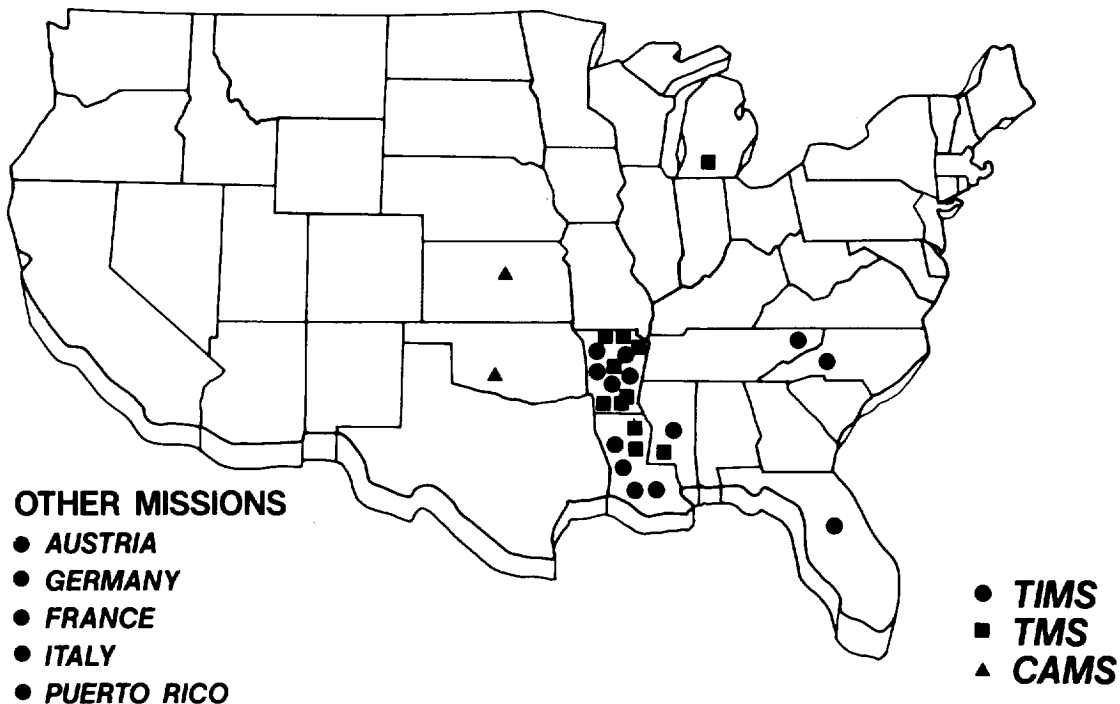 OTHER MISSIONS
AUSTRIA
GERMANY
FRANCE
ITALY
PUERTO RICO
TIMS
TMS
CAMS